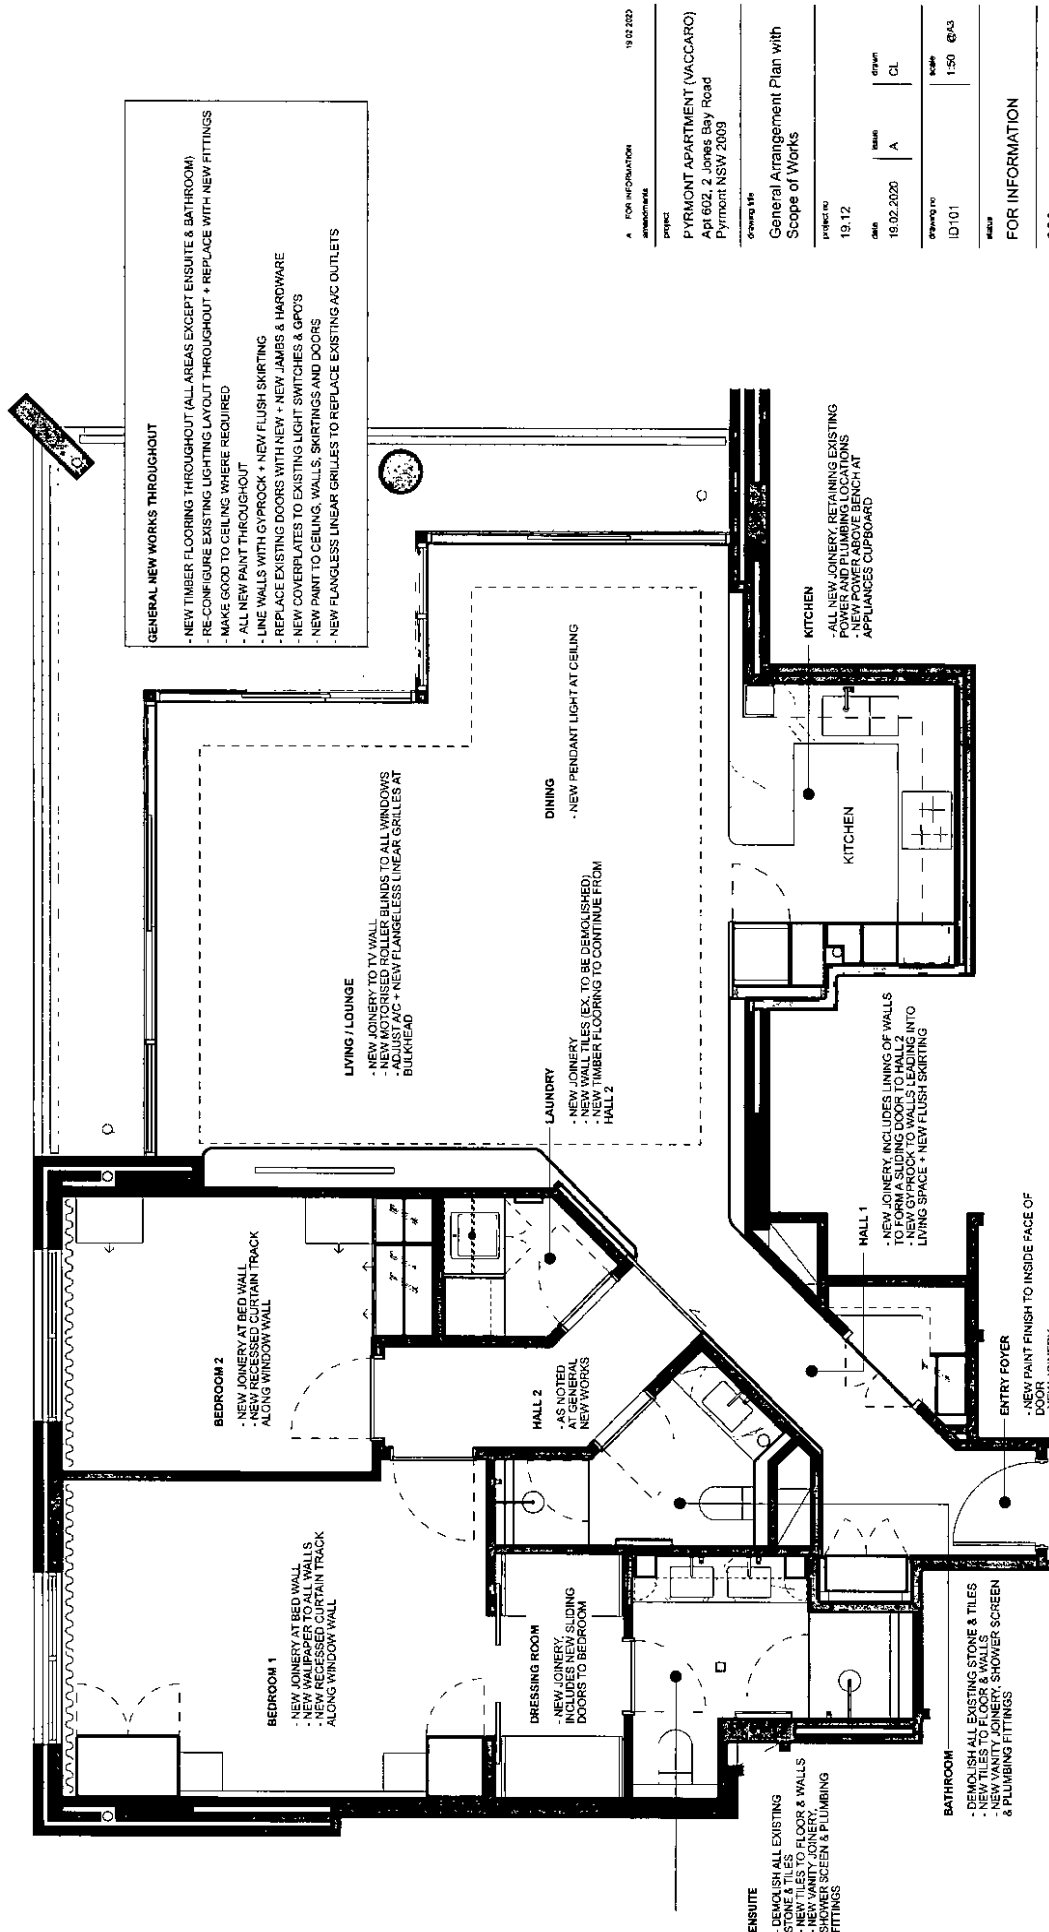 GENERAL NEW WORKS THROUGHOUT
- NEW TIMBER FLOORING THROUGHOUT (ALL AREAS EXCEPT ENSUITE & BATHROOM)
- RE-CONFIGURE EXISTING LIGHTING LAYOUT THROUGHOUT + REPLACE WITH NEW FITTINGS
- MAKE GOOD TO CEILING WHERE REQUIRED
- ALL NEW PAINT THROUGHOUT
- LINE WALLS WITH GYPROCK + NEW FLUSH SKIRTING
- REPLACE EXISTING DOORS WITH NEW + NEW JAMBS & HARDWARE
- NEW COVERPLATES TO EXISTING LIGHT SWITCHES & GPO'S
- NEW PAINT TO CEILING, WALLS, SKIRTINGS AND DOORS
- NEW FLANGLESS LINEAR GRILLES TO REPLACE EXISTING A/C OUTLETS
BEDROOM 1
- NEW JOINERY AT BED WALL
- NEW WALLPAPER TO ALL WALLS
- NEW RECESSED CURTAIN TRACK
ALONG WINDOW WALL
BEDROOM 2
- NEW JOINERY AT BED WALL
- NEW RECESSED CURTAIN TRACK
ALONG WINDOW WALL
LIVING / LOUNGE
- NEW JOINERY TO TV WALL
- NEW MOTORISED ROLLER BLINDS TO ALL WINDOWS
- ADJUST A/C + NEW FLANGELESS LINEAR GRILLES AT
BULKHEAD
DRESSING ROOM
- NEW JOINERY,
INCLUDES NEW SLIDING
DOORS TO BEDROOM
HALL 2
- AS NOTED
AT GENERAL
NEW WORKS
LAUNDRY
- NEW JOINERY
- NEW WALL TILES (EX. TO BE DEMOLISHED)
- NEW TIMBER FLOORING TO CONTINUE FROM
HALL 2
DINING
- NEW PENDANT LIGHT AT CEILING
ENSUITE
- DEMOLISH ALL EXISTING
STONE & TILES
- NEW TILES TO FLOOR & WALLS
- NEW VANITY JOINERY,
SHOWER SCEEN & PLUMBING
FITTINGS
BATHROOM
- DEMOLISH ALL EXISTING STONE & TILES
- NEW TILES TO FLOOR & WALLS
- NEW VANITY JOINERY, SHOWER SCREEN
& PLUMBING FITTINGS
HALL 1
- NEW JOINERY, INCLUDES LINING OF WALLS
TO FORM A SLIDING DOOR TO HALL 2
- NEW GYPROCK TO WALLS LEADING INTO
LIVING SPACE + NEW FLUSH SKIRTING
KITCHEN
KITCHEN
- ALL NEW JOINERY, RETAINING EXISTING
POWER AND PLUMBING LOCATIONS
- NEW POWER ABOVE BENCH AT
APPLIANCES CUPBOARD
ENTRY FOYER
- NEW PAINT FINISH TO INSIDE FACE OF
DOOR
A FOR INFORMATION 19.02.2020
amendments
project
PYRMONT APARTMENT (VACCARO)
Apt 602, 2 Jones Bay Road
Pyrmont NSW 2009
drawing title
General Arrangement Plan with
Scope of Works
project no
19.12
date issue drawn
19.02.2020 A CL
drawing no scale
ID101 1:50 @A3
status
FOR INFORMATION